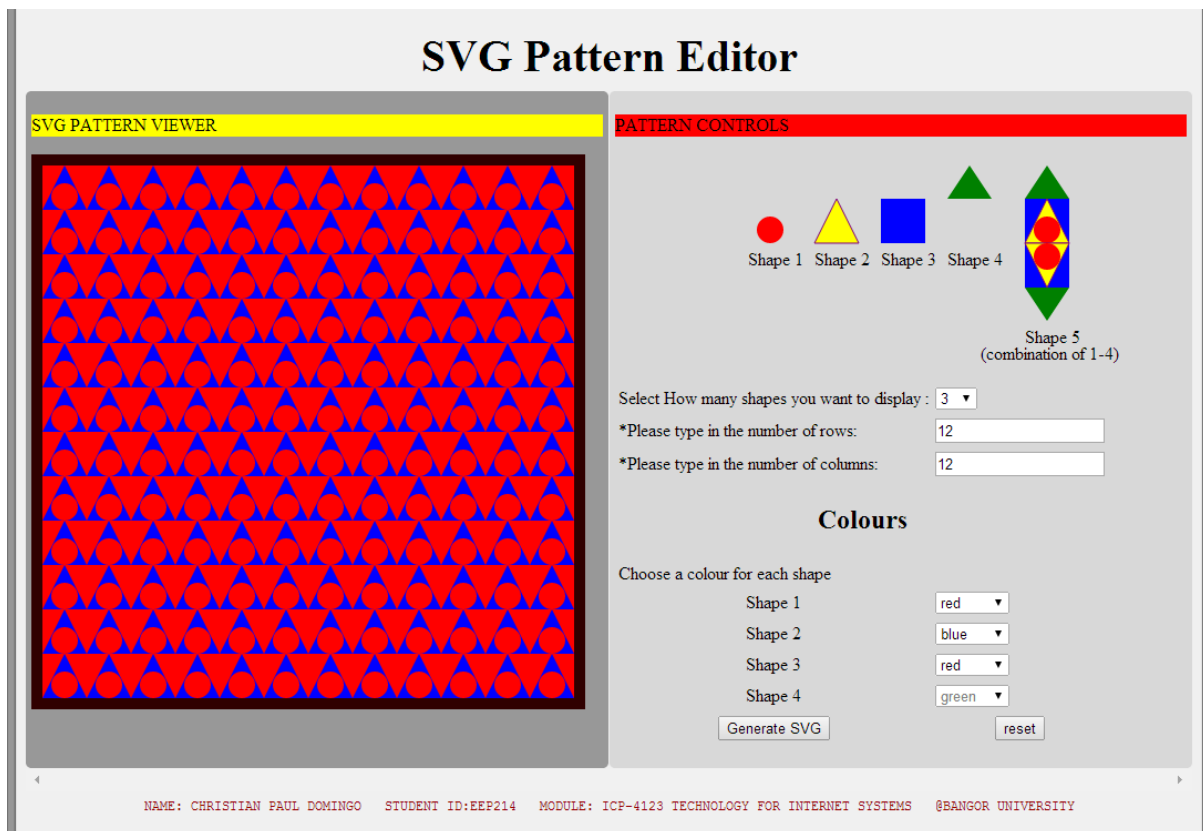 SVG Pattern Editor
SVG PATTERN VIEWER
PATTERN CONTROLS
Shape 1 Shape 2 Shape 3 Shape 4
Shape 5
(combination of 1-4)
Select How many shapes you want to display : 3
*Please type in the number of rows: 12
*Please type in the number of columns: 12
Colours
Choose a colour for each shape
Shape 1 red
Shape 2 blue
Shape 3 red
Shape 4 green
Generate SVG reset
NAME: CHRISTIAN PAUL DOMINGO STUDENT ID:EEP214 MODULE: ICP-4123 TECHNOLOGY FOR INTERNET SYSTEMS @BANGOR UNIVERSITY